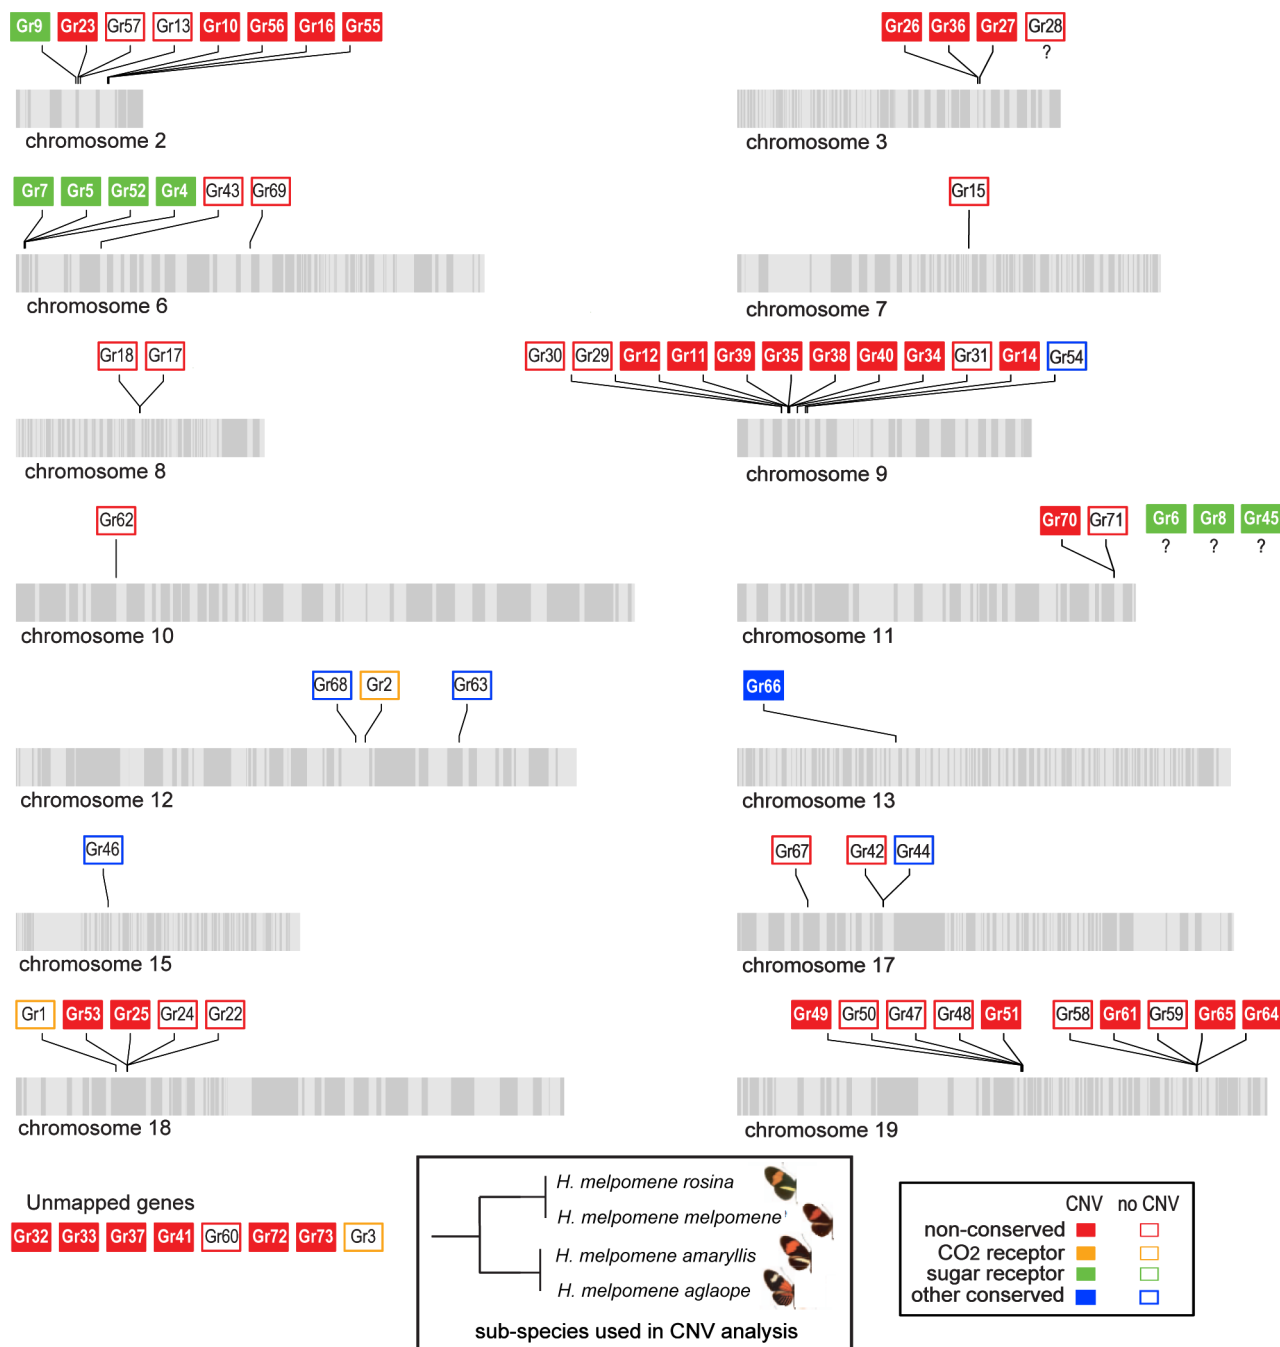 Gr9 Gr23 Gr57 Gr13 Gr10 Gr56 Gr16 Gr55
Gr26 Gr36 Gr27 Gr28
?
chromosome 2
chromosome 3
Gr7 Gr5 Gr52 Gr4 Gr43 Gr69
Gr15
chromosome 6
chromosome 7
Gr18 Gr17
Gr30 Gr29 Gr12 Gr11 Gr39 Gr35 Gr38 Gr40 Gr34 Gr31 Gr14 Gr54
chromosome 8
chromosome 9
Gr62
Gr70 Gr71 Gr6 Gr8 Gr45
? ? ?
chromosome 10
chromosome 11
Gr68 Gr2 Gr63
Gr66
chromosome 12
chromosome 13
Gr46
Gr67 Gr42 Gr44
chromosome 15
chromosome 17
Gr1 Gr53 Gr25 Gr24 Gr22
Gr49 Gr50 Gr47 Gr48 Gr51 Gr58 Gr61 Gr59 Gr65 Gr64
chromosome 18
chromosome 19
Unmapped genes
Gr32 Gr33 Gr37 Gr41 Gr60 Gr72 Gr73 Gr3
H. melpomene rosina
H. melpomene melpomene
H. melpomene amaryllis
H. melpomene aglaope
sub-species used in CNV analysis
CNV no CNV
non-conserved
CO2 receptor
sugar receptor
other conserved